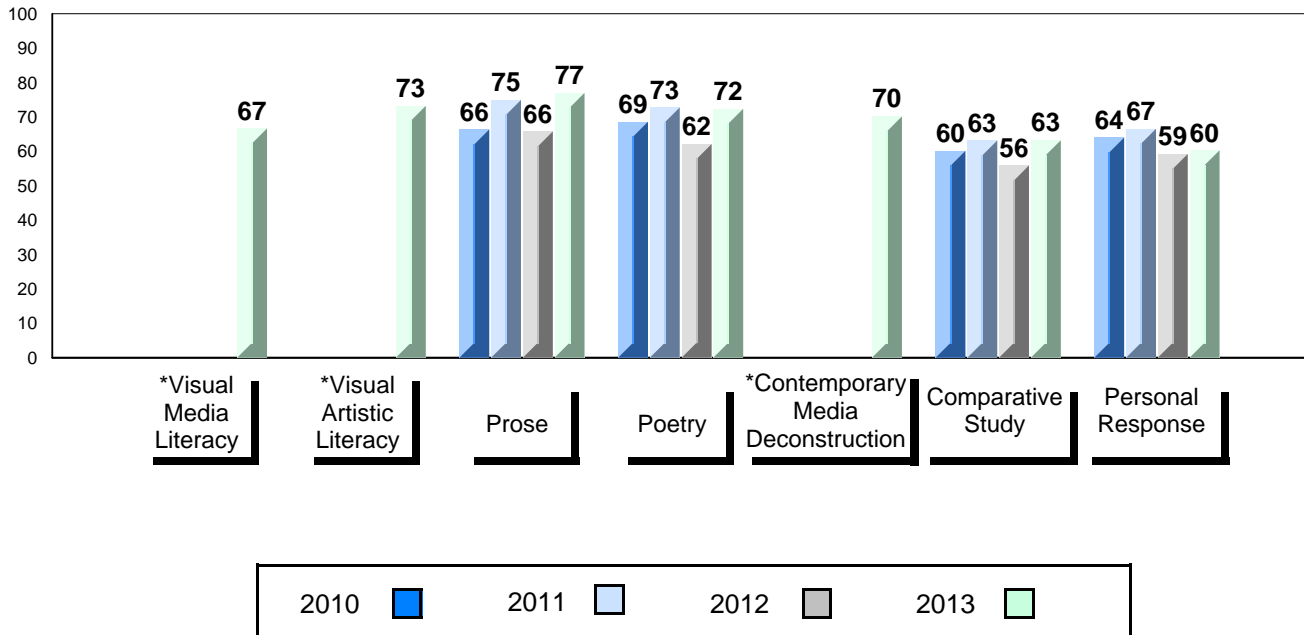 100
90
80
70
60
50
40
30
20
10
0
67
73
66 75 66 77
69 73 62 72
70
60 63 56 63
64 67 59 60
*Visual
Media
Literacy
*Visual
Artistic
Literacy
Prose
Poetry
*Contemporary
Media
Deconstruction
Comparative
Study
Personal
Response
2010 2011 2012 2013